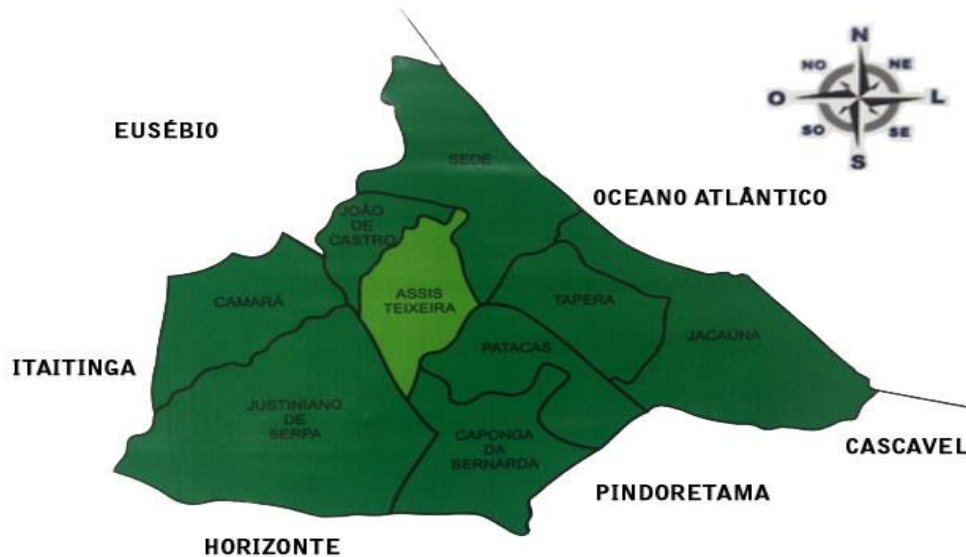 N
NO
NE
O
L
SO
SE
S
EUSÉBIO
SEDE
OCEANO ATLÂNTICO
JOÃO
DE
CASTRO
CAMARÁ
ASSIS
TEIXEIRA
TAPERA
JACAÚNA
PATACAS
ITAITINGA
JUSTINIANO
DE
SERPA
CAPONGA
DA
BERNARDA
CASCAVEL
PINDORETAMA
HORIZONTE